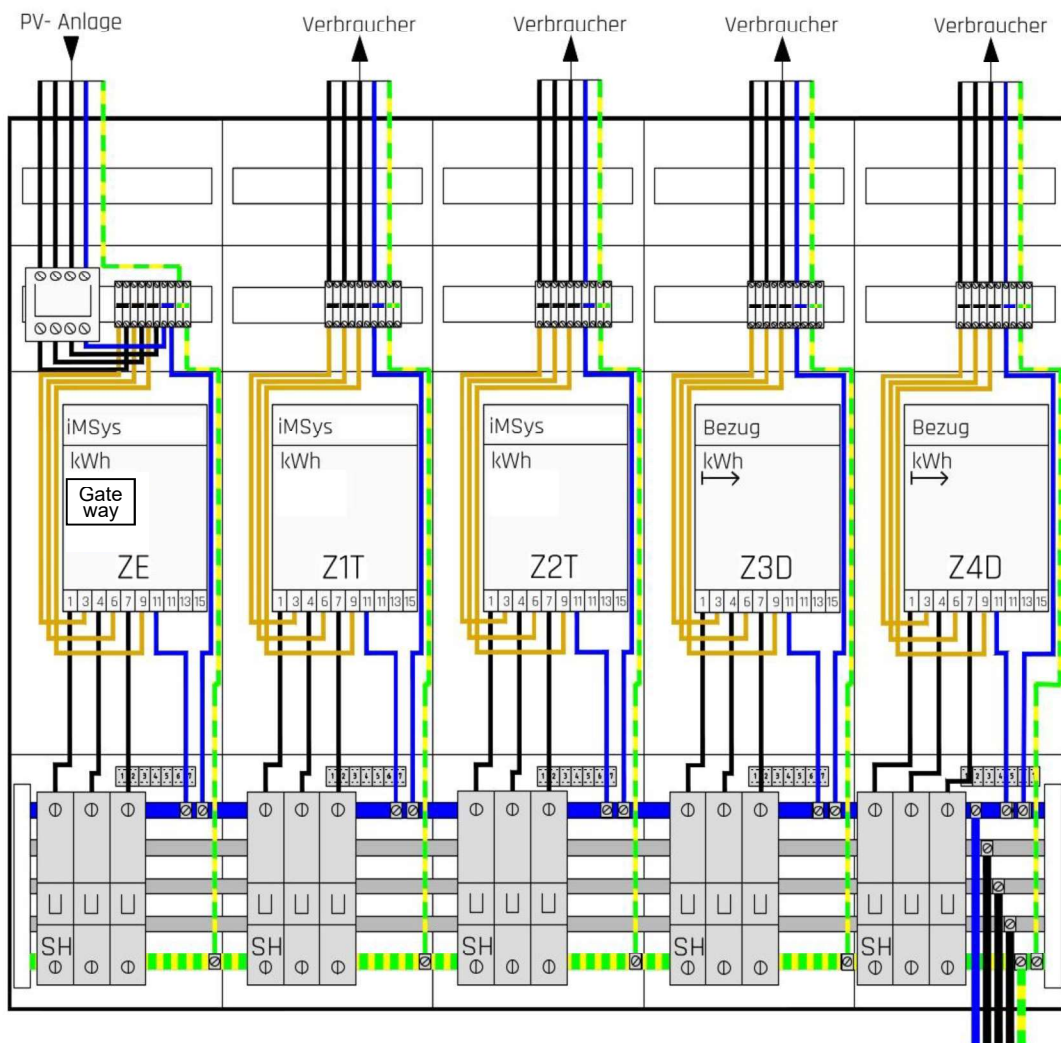 PV- Anlage
Verbraucher
Verbraucher
Verbraucher
Verbraucher
iMSys
kWh
Gate
way
ZE
1 3 4 6 7 9 11 11 13 15
iMSys
kWh
Z1T
1 3 4 6 7 9 11 11 13 15
iMSys
kWh
Z2T
1 3 4 6 7 9 11 11 13 15
Bezug
kWh
Z3D
1 3 4 6 7 9 11 11 13 15
Bezug
kWh
Z4D
1 3 4 6 7 9 11 11 13 15
1 2 3 4 5 6 7
1 2 3 4 5 6 7
1 2 3 4 5 6 7
1 2 3 4 5 6 7
1 2 3 4 5
SH
SH
SH
SH
SH